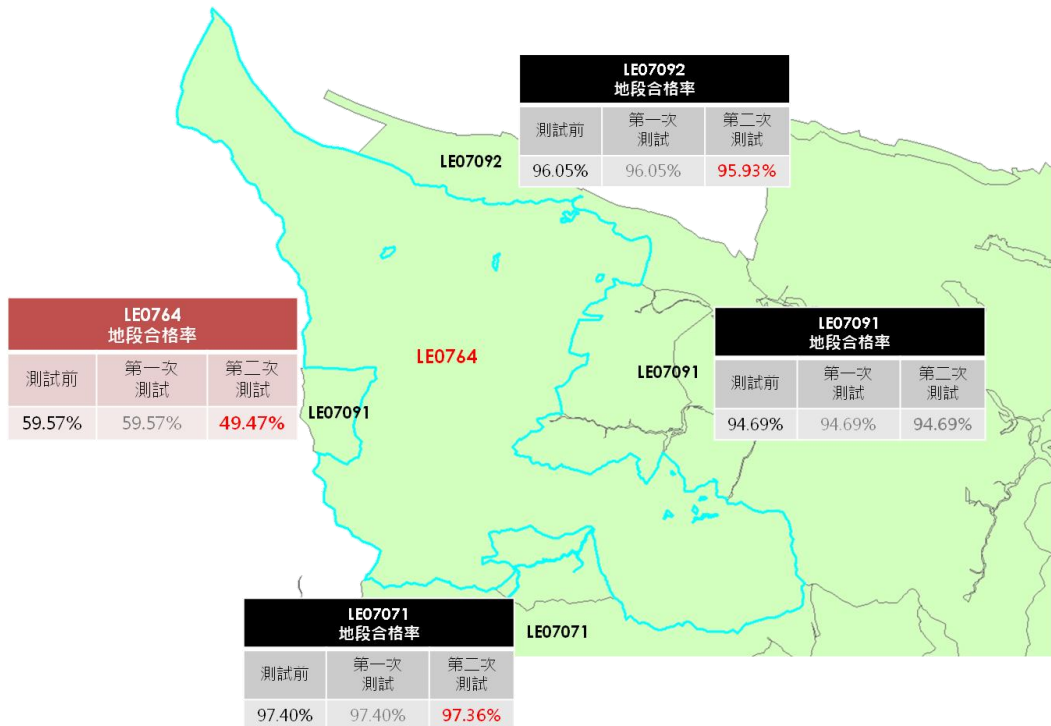 LE07092
地段合格率
測試前
第一次
測試
第二次
測試
96.05%
96.05%
95.93%
LE07092
LE0764
地段合格率
測試前
第一次
測試
第二次
測試
59.57%
59.57%
49.47%
LE0764
LE07091
LE07091
LE07091
地段合格率
測試前
第一次
測試
第二次
測試
94.69%
94.69%
94.69%
LE07071
地段合格率
測試前
第一次
測試
第二次
測試
97.40%
97.40%
97.36%
LE07071